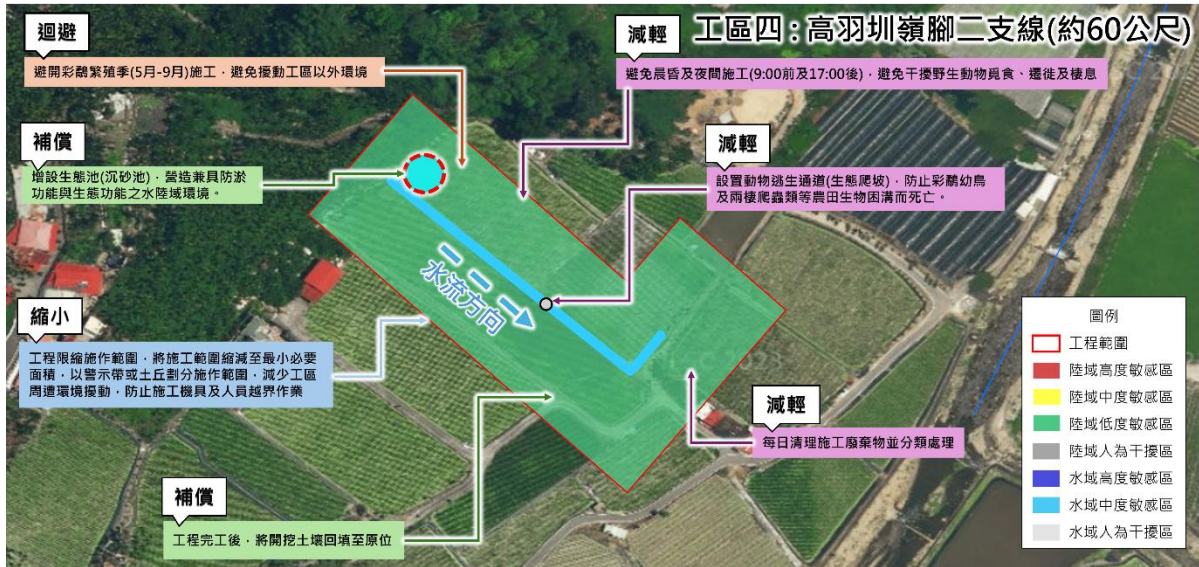 工區四：高羽圳嶺腳二支線(約60公尺)
迴避
避開彩鷸繁殖季(5月-9月)施工，避免擾動工區以外環境
減輕
避免晨昏及夜間施工(9:00前及17:00後)，避免干擾野生動物覓食、遷徙及棲息
補償
增設生態池(沉砂池)，營造兼具防淤
功能與生態功能之水陸域環境。
減輕
設置動物逃生通道(生態爬坡)，防止彩鷸幼鳥
及兩棲爬蟲類等農田生物困溝而死亡。
水流方向
縮小
工程限縮施作範圍，將施工範圍縮減至最小必要
面積，以警示帶或土丘劃分施作範圍，減少工區
周遭環境擾動，防止施工機具及人員越界作業
減輕
每日清理施工廢棄物並分類處理
補償
工程完工後，將開挖土壤回填至原位
圖例
工程範圍
陸域高度敏感區
陸域中度敏感區
陸域低度敏感區
陸域人為干擾區
水域高度敏感區
水域中度敏感區
水域人為干擾區